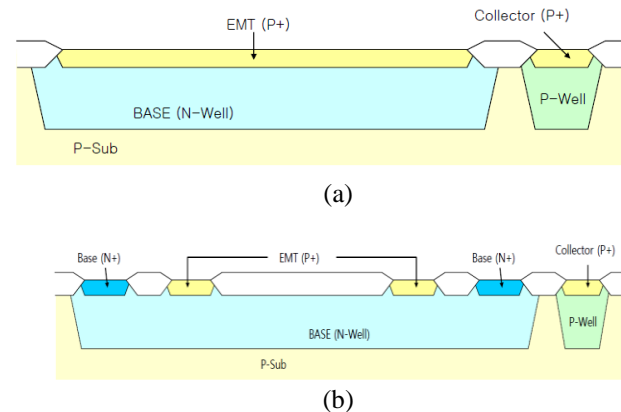 EMT (P+)
Collector (P+)
BASE (N-Well)
P-Well
P-Sub
(a)
Base (N+)
EMT (P+)
Base (N+)
Collector (P+)
BASE (N-Well)
P-Well
P-Sub
(b)